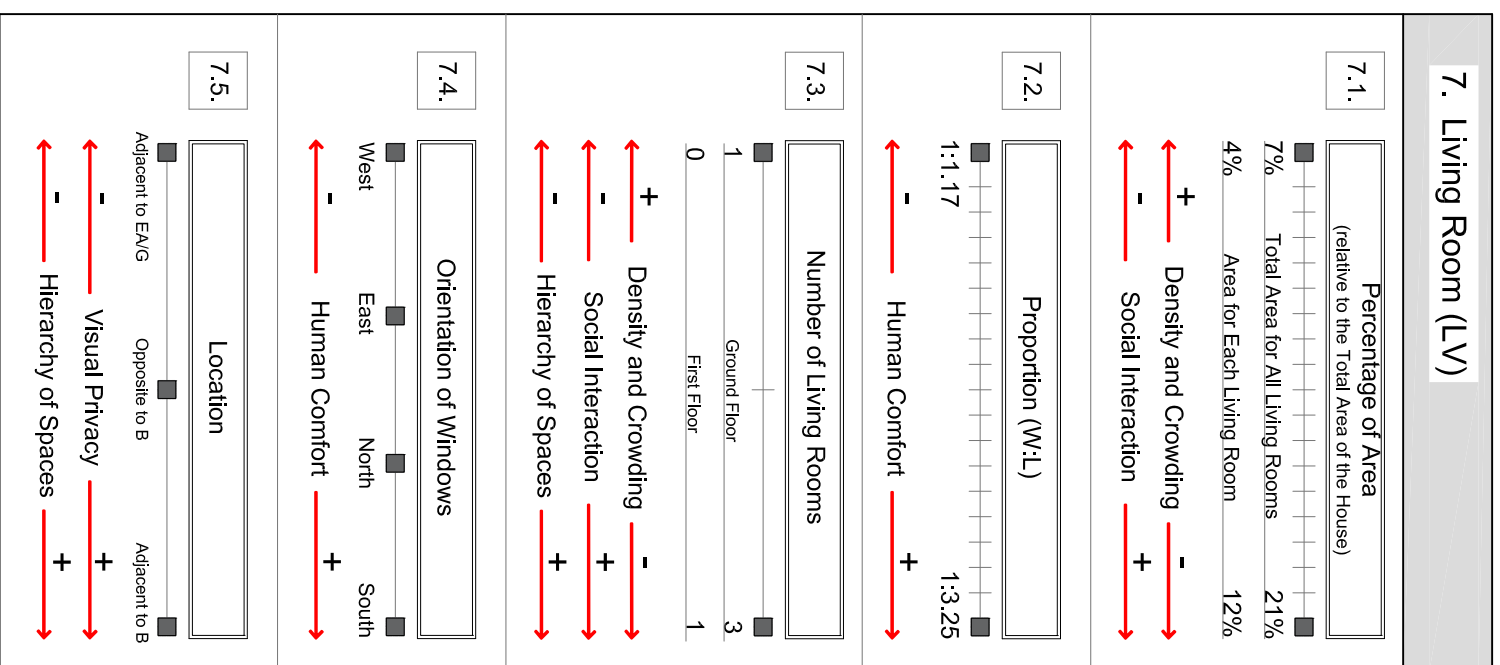 7. Living Room (LV)
7.1.
Percentage of Area
(relative to the Total Area of the House)
7% Total Area for All Living Rooms 21%
4% Area for Each Living Room 12%
+ Density and Crowding -
- Social Interaction +
7.2.
Proportion (W:L)
1:1.17 1:3.25
- Human Comfort +
7.3.
Number of Living Rooms
1 Ground Floor 3
0 First Floor 1
+ Density and Crowding -
- Social Interaction +
- Hierarchy of Spaces +
7.4.
Orientation of Windows
West East North South
- Human Comfort +
7.5.
Location
Adjacent to EA/G Opposite to B Adjacent to B
- Visual Privacy +
- Hierarchy of Spaces +